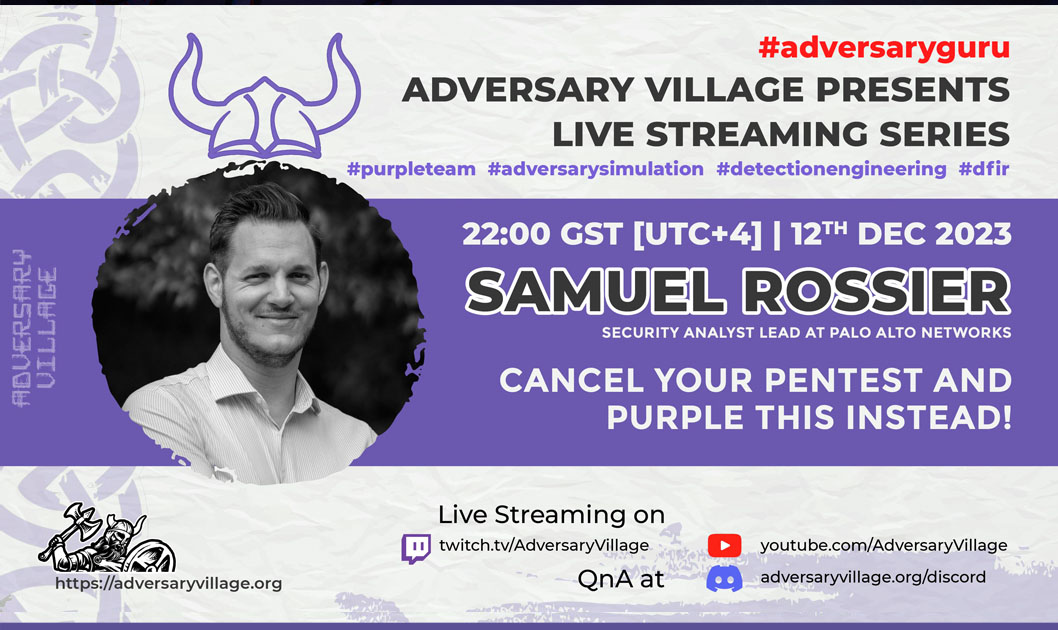 #adversaryguru
ADVERSARY VILLAGE PRESENTS
LIVE STREAMING SERIES
#purpleteam #adversarysimulation #detectionengineering #dfir
22:00 GST [UTC+4] | 12TH DEC 2023
SAMUEL ROSSIER
SECURITY ANALYST LEAD AT PALO ALTO NETWORKS
CANCEL YOUR PENTEST AND
PURPLE THIS INSTEAD!
ADVERSARY
VILLAGE
https://adversaryvillage.org
Live Streaming on
twitch.tv/AdversaryVillage youtube.com/AdversaryVillage
QnA at adversaryvillage.org/discord